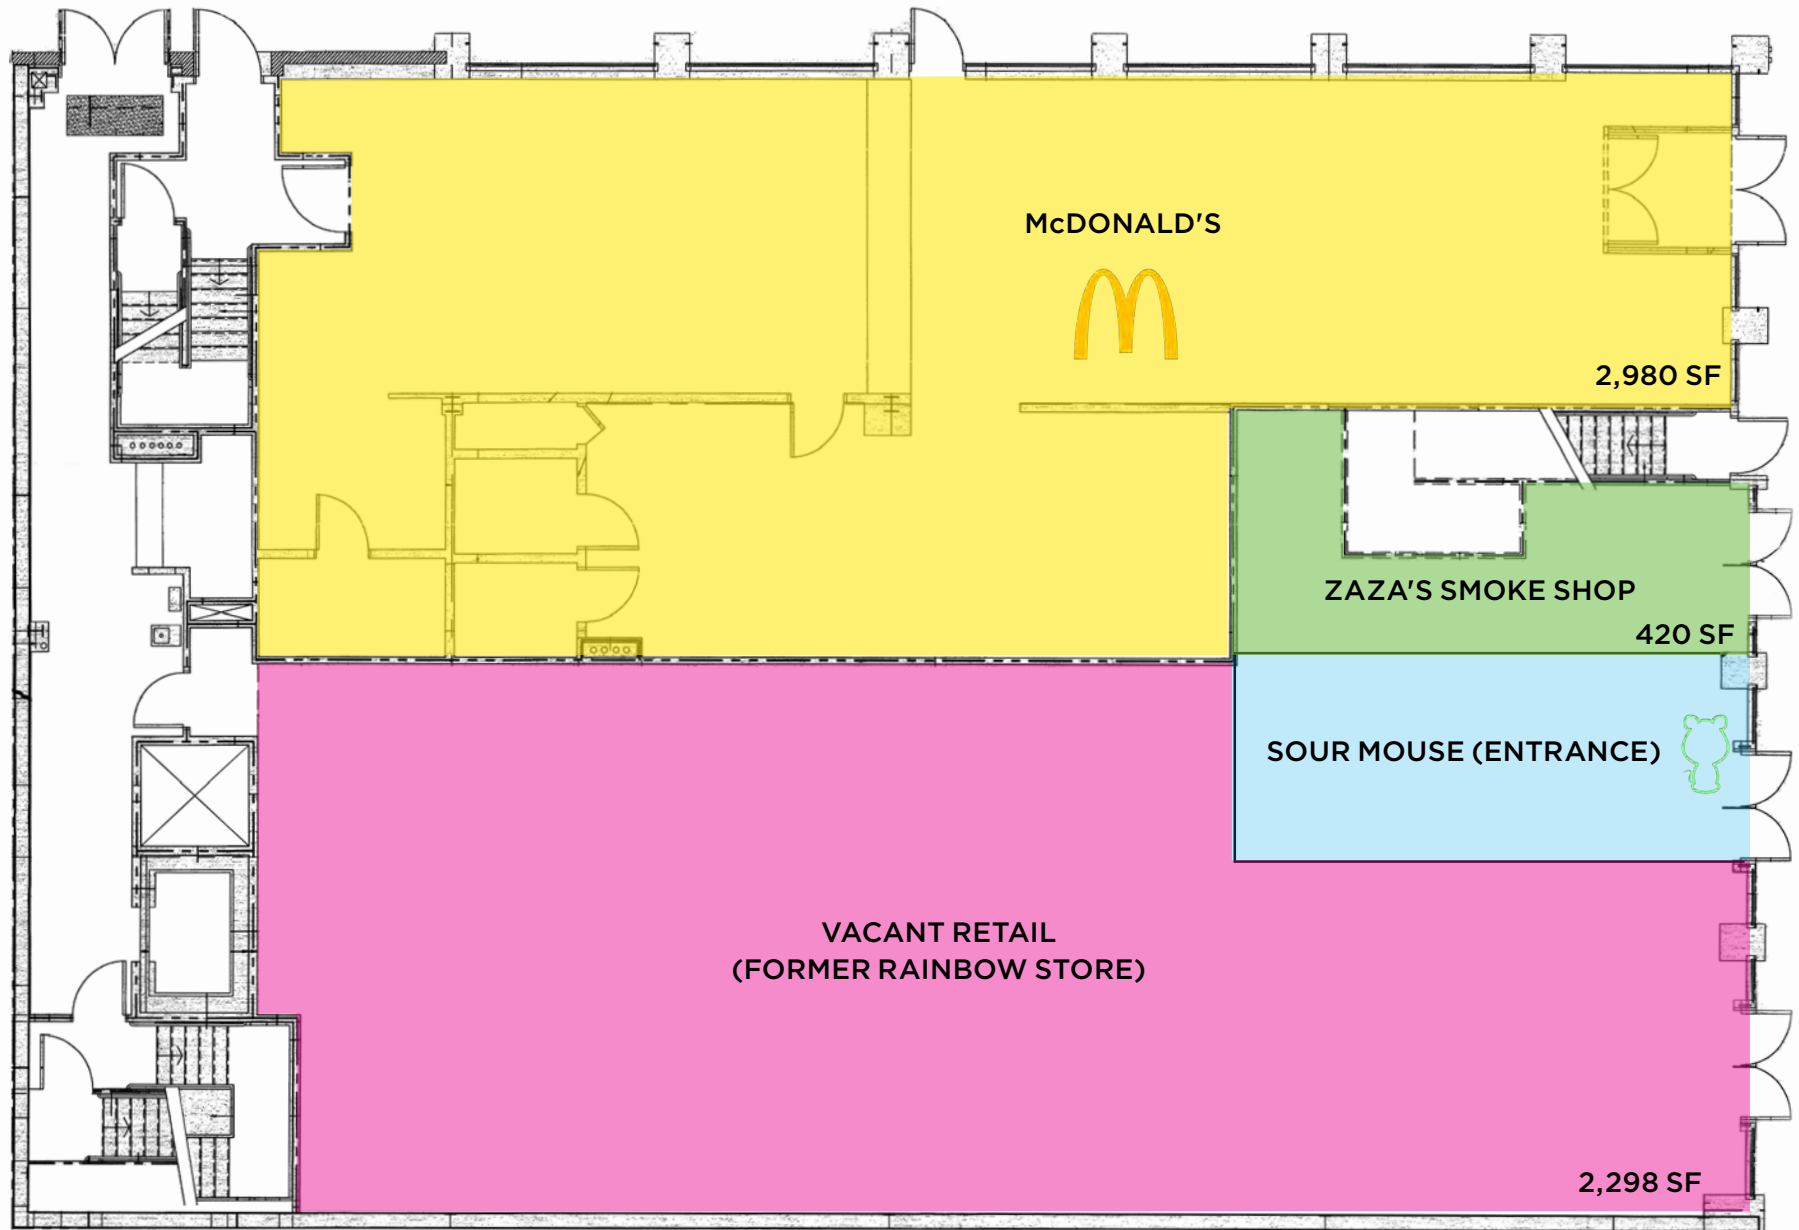 McDONALD'S
2,980 SF
ZAZA'S SMOKE SHOP
420 SF
SOUR MOUSE (ENTRANCE)
VACANT RETAIL
(FORMER RAINBOW STORE)
2,298 SF